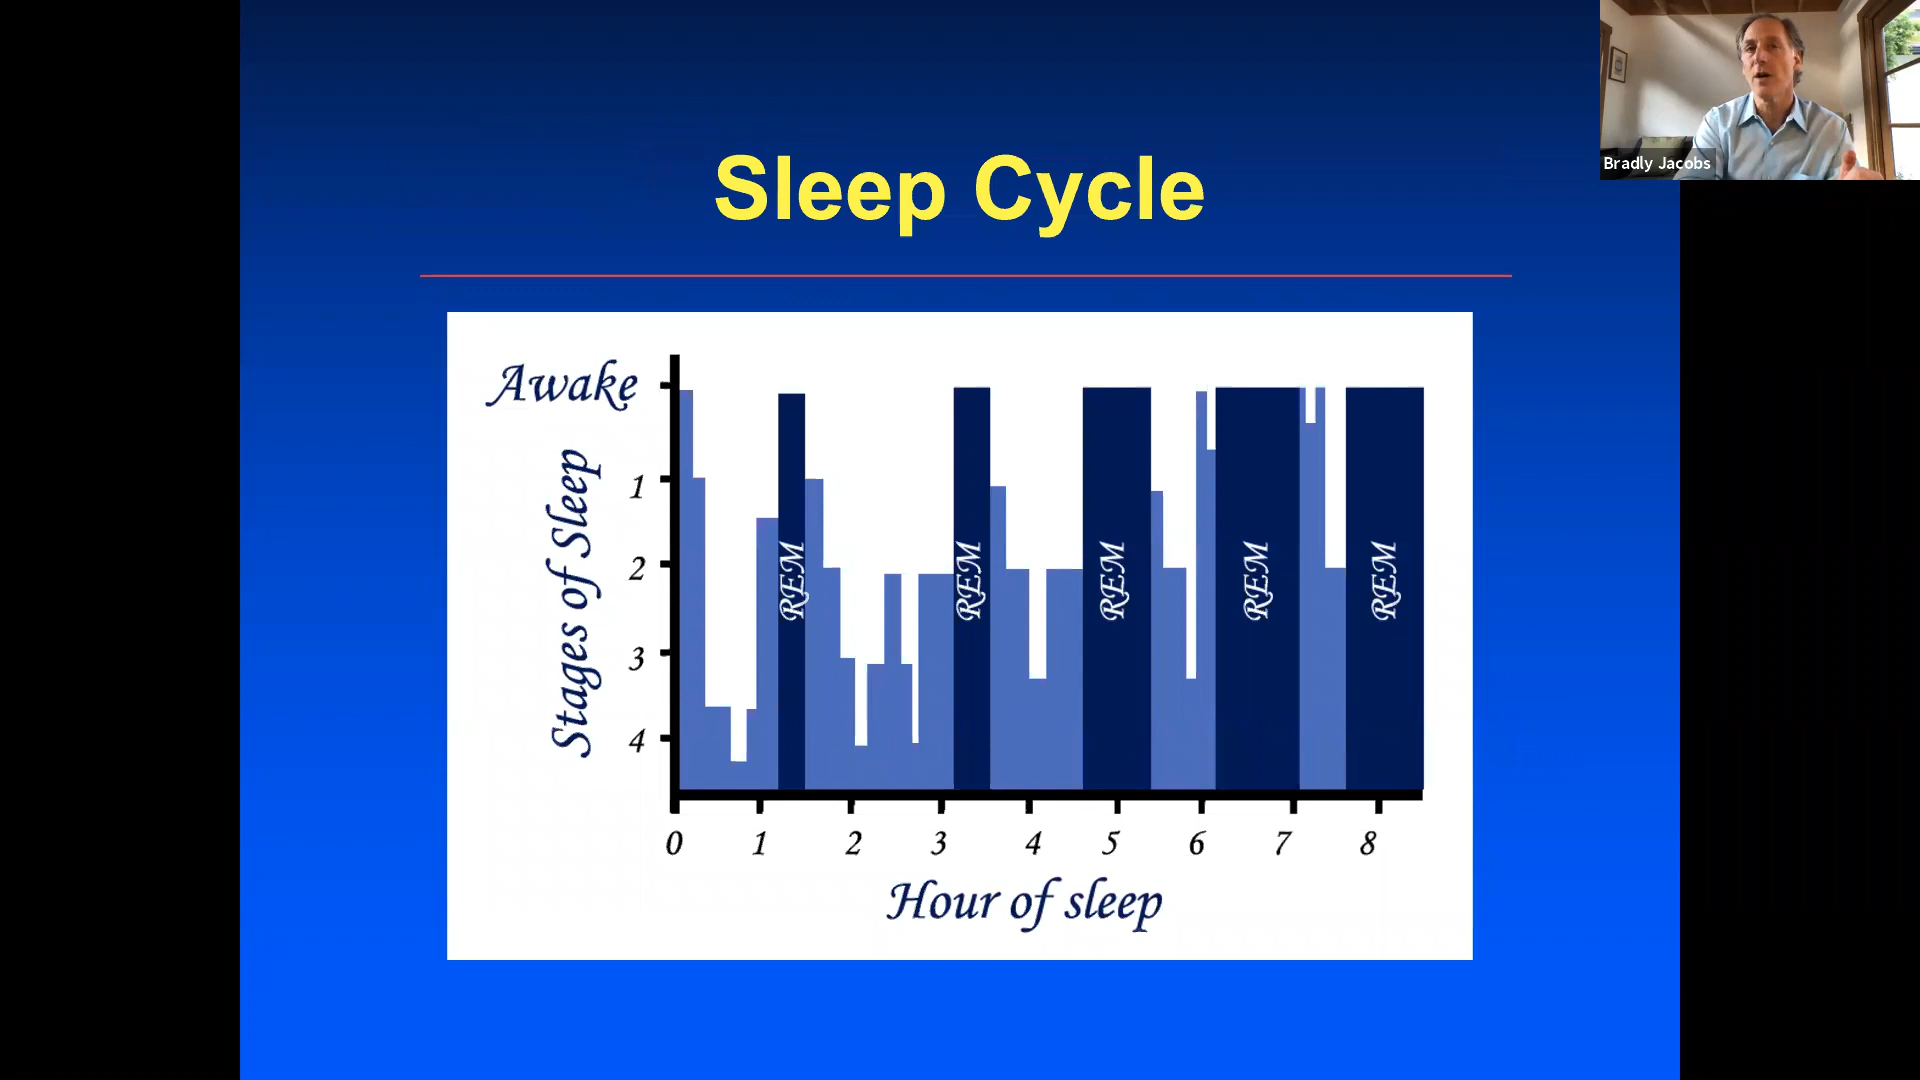 Sleep Cycle
Bradly Jacobs
Awake
Stages of Sleep
1
2
3
4
REM
REM
REM
REM
REM
0 1 2 3 4 5 6 7 8
Hour of sleep